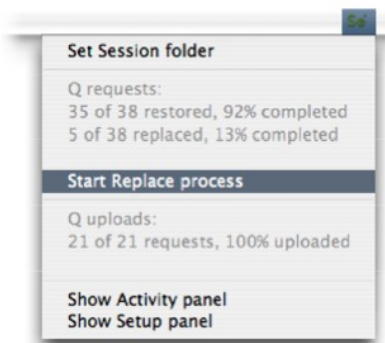 Se
Set Session folder
Q requests:
35 of 38 restored, 92% completed
5 of 38 replaced, 13% completed
Start Replace process
Q uploads:
21 of 21 requests, 100% uploaded
Show Activity panel
Show Setup panel